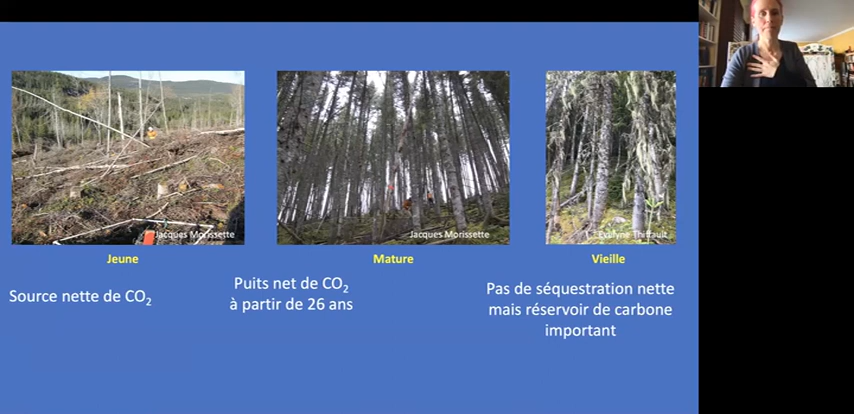 Jacques Morissette
Jacques Morissette
Evelyne Thiffault
Jeune
Mature
Vieille
Source nette de CO₂
Puits net de CO₂
à partir de 26 ans
Pas de séquestration nette
mais réservoir de carbone
important